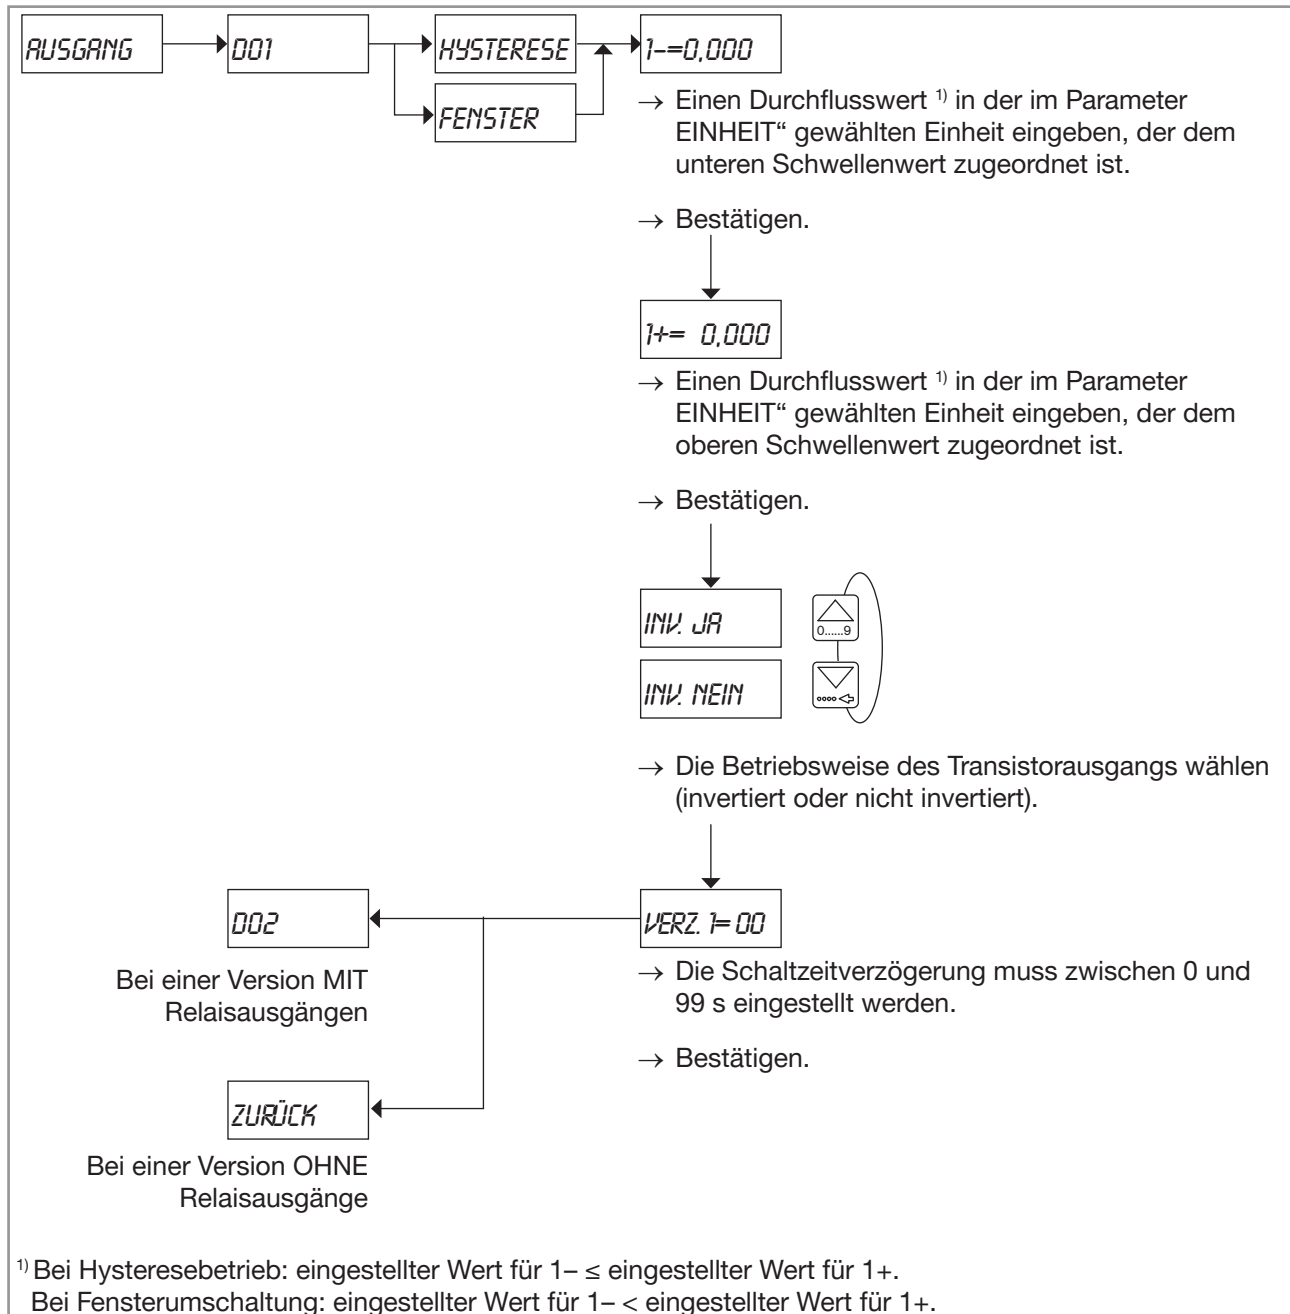 AUSGANG
DO1
HYSTERESE
1-=0,000
FENSTER
→ Einen Durchflusswert 1) in der im Parameter
EINHEIT“ gewählten Einheit eingeben, der dem
unteren Schwellenwert zugeordnet ist.
→ Bestätigen.
1+= 0,000
→ Einen Durchflusswert 1) in der im Parameter
EINHEIT“ gewählten Einheit eingeben, der dem
oberen Schwellenwert zugeordnet ist.
→ Bestätigen.
INV. JA
0......9
INV. NEIN
→ Die Betriebsweise des Transistorausgangs wählen
(invertiert oder nicht invertiert).
DO2
VERZ. 1= 00
Bei einer Version MIT
Relaisausgängen
→ Die Schaltzeitverzögerung muss zwischen 0 und
99 s eingestellt werden.
→ Bestätigen.
ZURÜCK
Bei einer Version OHNE
Relaisausgänge
1) Bei Hysteresebetrieb: eingestellter Wert für 1– ≤ eingestellter Wert für 1+.
Bei Fensterumschaltung: eingestellter Wert für 1– < eingestellter Wert für 1+.